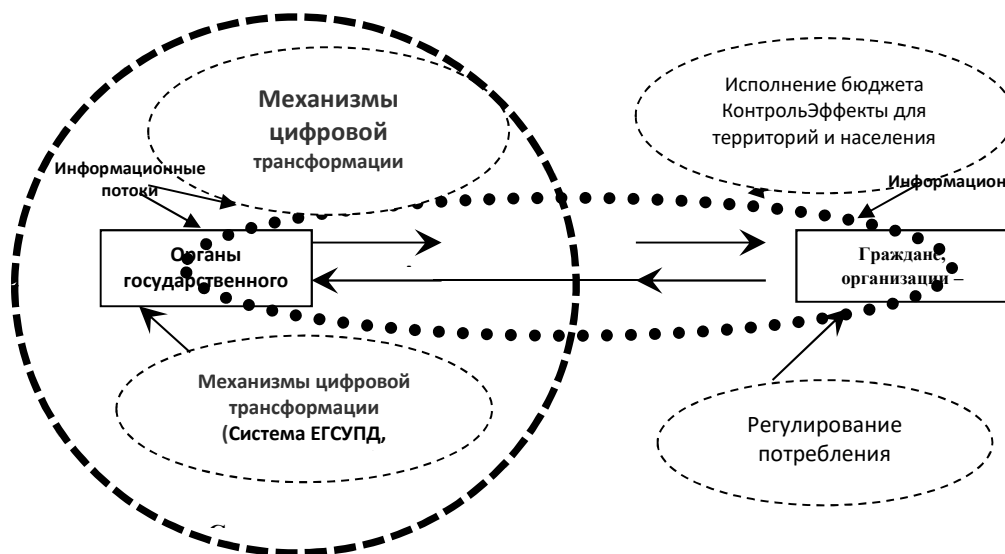 Механизмы
цифровой
трансформации
Исполнение бюджета
КонтрольЭффекты для
территорий и населения
Информационные
потоки
Информацион
Органы
государственного
Граждане,
организации –
Механизмы цифровой
трансформации
(Система ЕГСУПД,
Регулирование
потребления